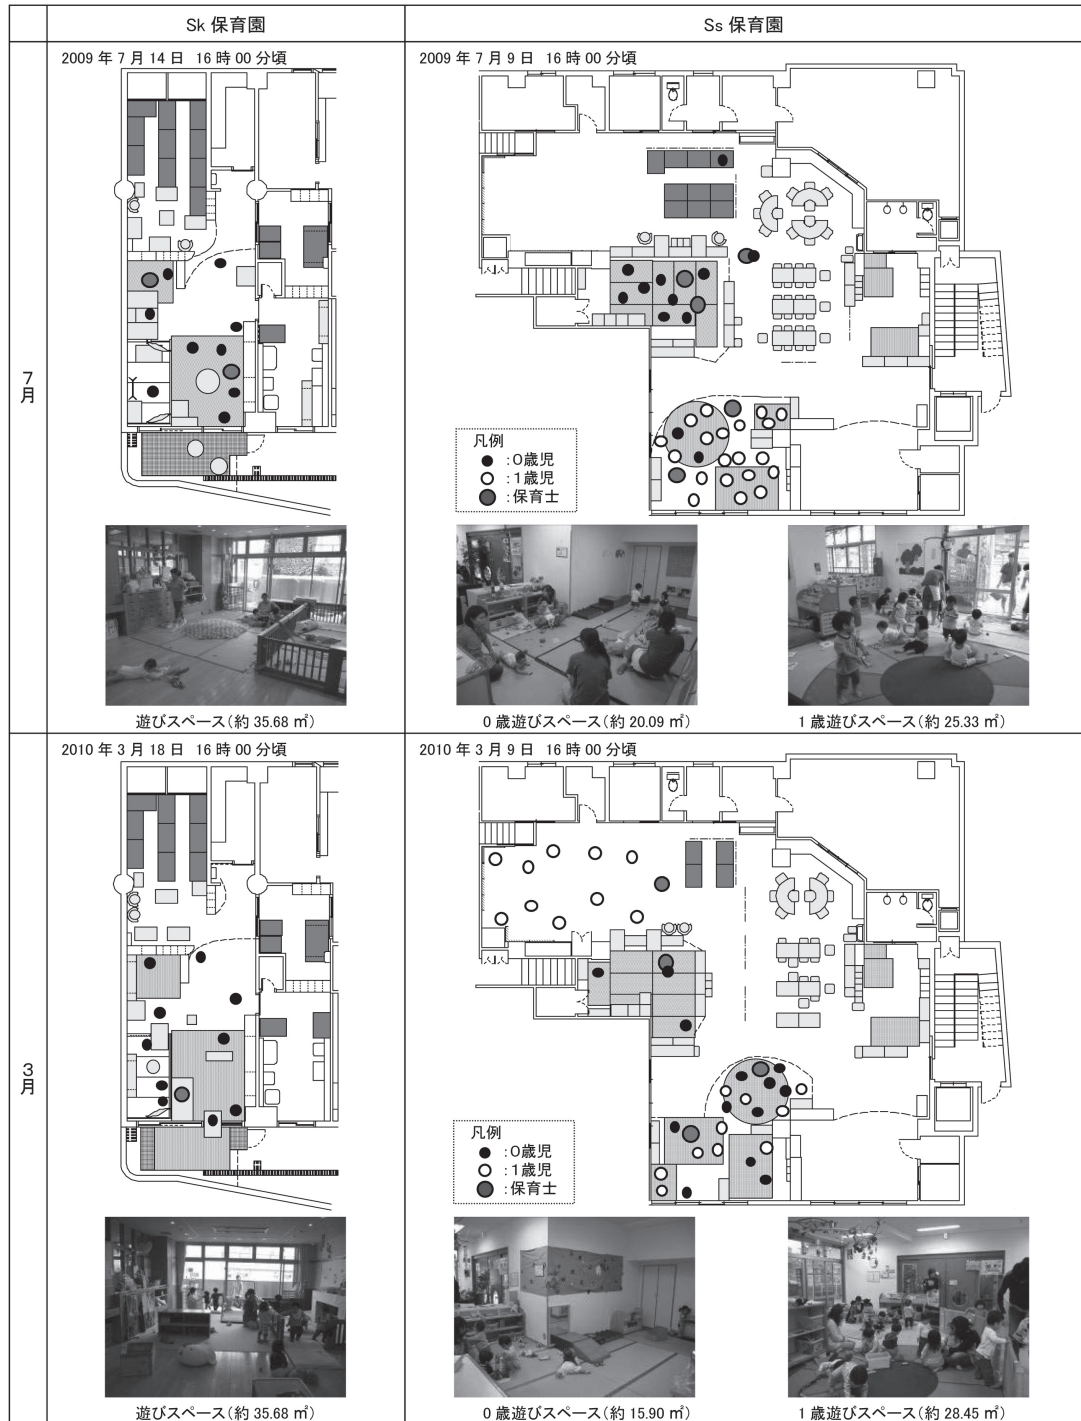 Sk 保育園
Ss 保育園
7月
2009 年 7 月 14 日 16 時 00 分頃
2009 年 7 月 9 日 16 時 00 分頃
凡例
:0歳児
:1歳児
:保育士
遊びスペース(約 35.68 ㎡)
0 歳遊びスペース(約 20.09 ㎡)
1 歳遊びスペース(約 25.33 ㎡)
3月
2010 年 3 月 18 日 16 時 00 分頃
2010 年 3 月 9 日 16 時 00 分頃
凡例
:0歳児
:1歳児
:保育士
遊びスペース(約 35.68 ㎡)
0 歳遊びスペース(約 15.90 ㎡)
1 歳遊びスペース(約 28.45 ㎡)